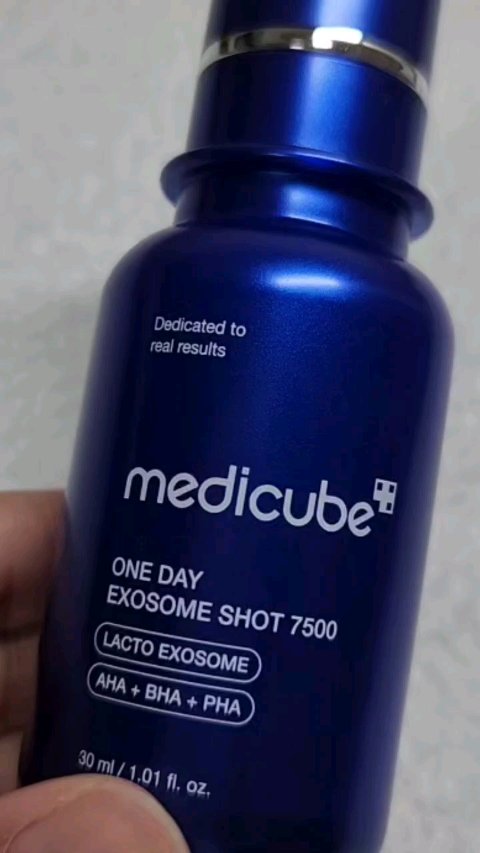 Dedicated to
real results
medicube
ONE DAY
EXOSOME SHOT 7500
LACTO EXOSOME
AHA + BHA + PHA
30 ml / 1.01 fl. oz.